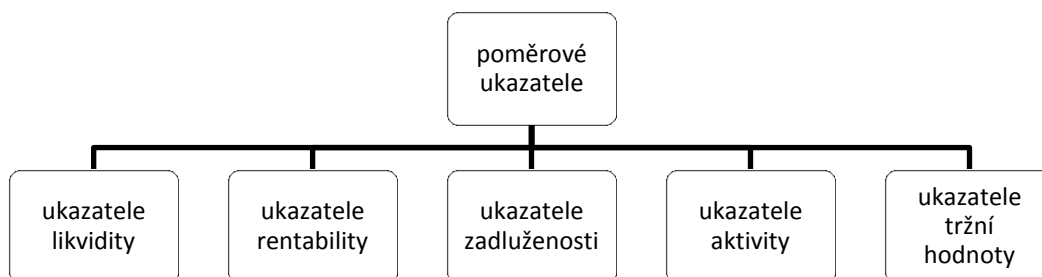 poměrové
ukazatele
ukazatele
likvidity
ukazatele
rentability
ukazatele
zadluženosti
ukazatele
aktivity
ukazatele
tržní
hodnoty